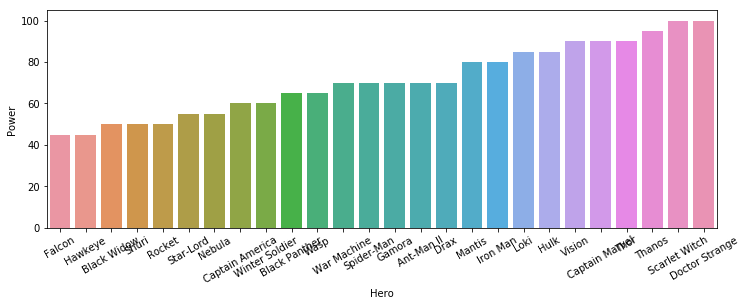 100
80
60
40
20
0
Power
Falcon
Hawkeye
Black Widow
Shuri
Rocket
Star-Lord
Nebula
Captain America
Winter Soldier
Black Panther
Wasp
War Machine
Spider-Man
Gamora
Ant-Man II
Drax
Mantis
Iron Man
Loki
Hulk
Vision
Captain Marvel
Thor
Thanos
Scarlet Witch
Doctor Strange
Hero